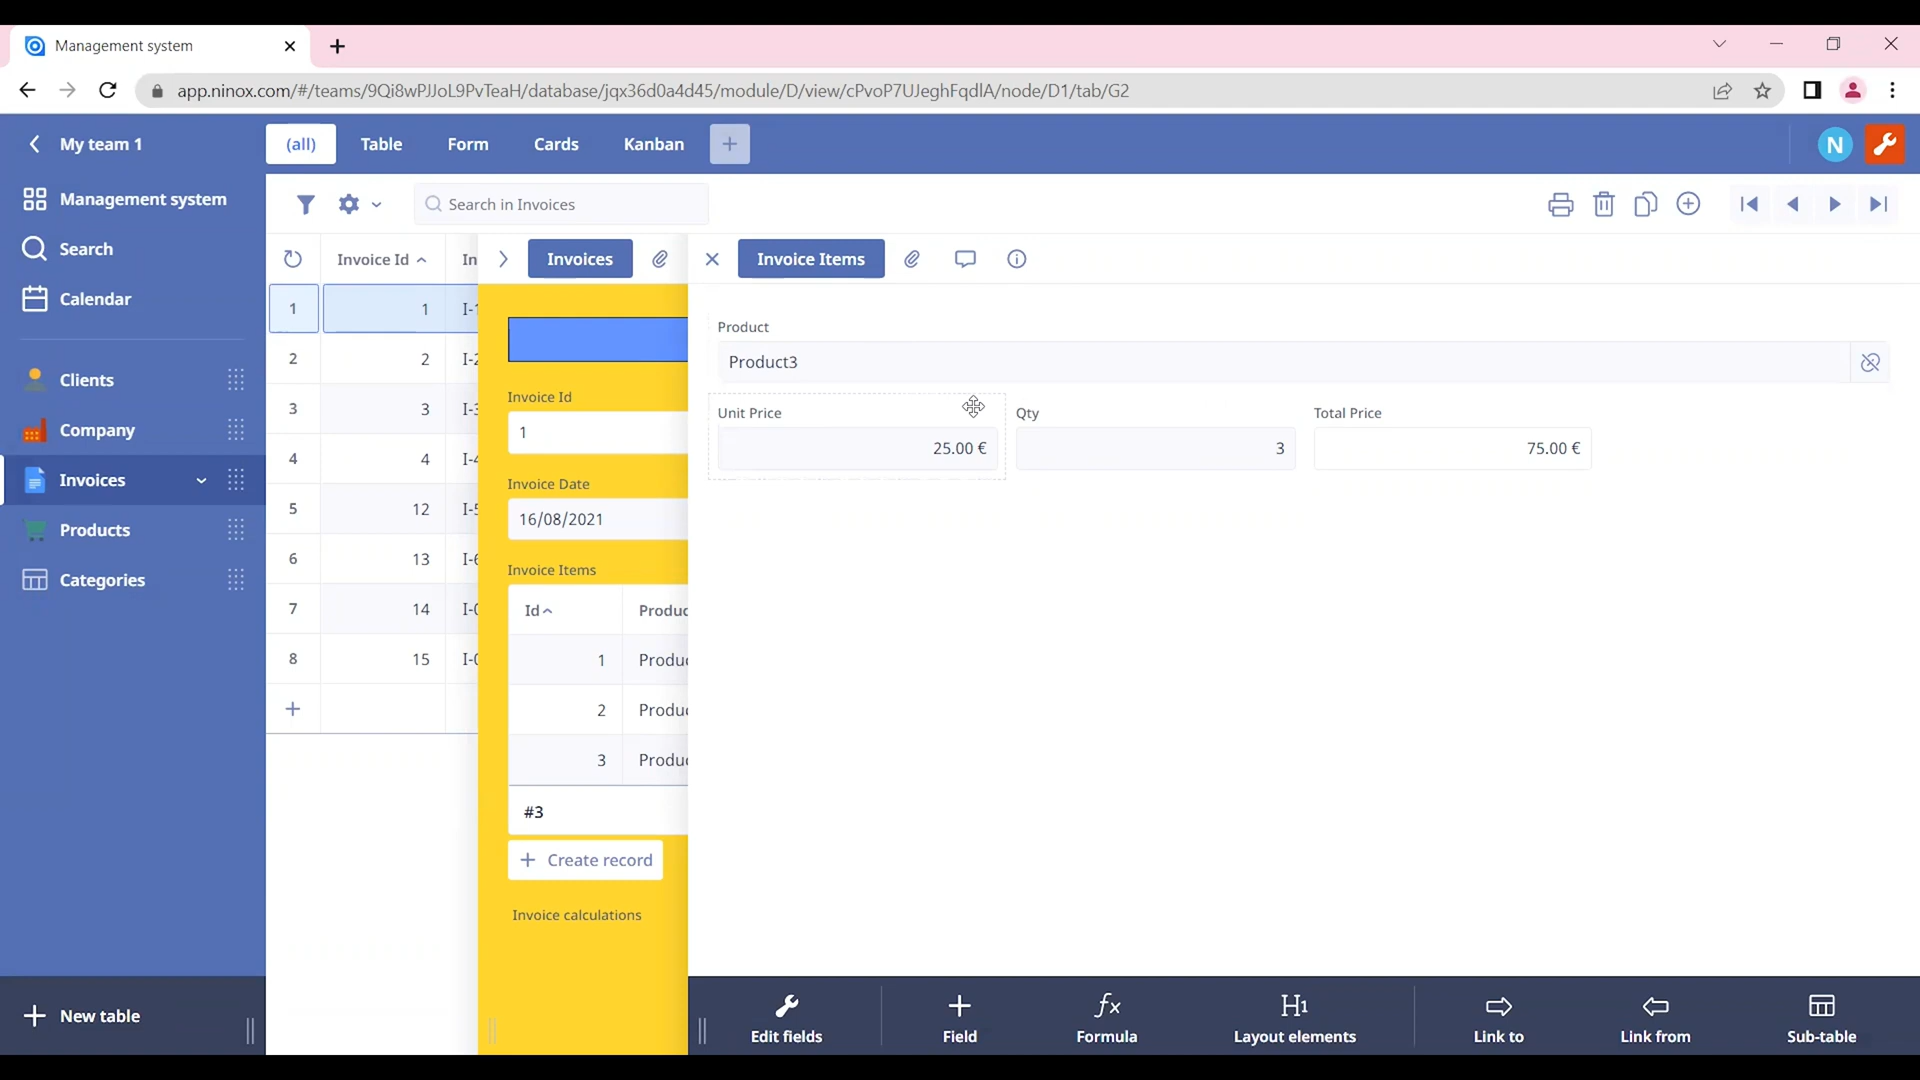 Management system
app.ninox.com/#/teams/9Qi8wPJJoL9PvTeaH/database/jqx36d0a4d45/module/D/view/cPvoP7UJeghFqdlA/node/D1/tab/G2
My team 1
(all) Table Form Cards Kanban
N
Management system
Search in Invoices
Search
Invoice Id In
Invoices
Invoice Items
Calendar
1 1 I-1
2 2 I-2
3 3 I-3
4 4 I-4
5 12 I-5
6 13 I-6
7 14 I-0
8 15 I-0
Clients
Company
Invoices
Products
Categories
New table
Invoice Id
1
Invoice Date
16/08/2021
Invoice Items
Id Produc
1 Produc
2 Produc
3 Produc
#3
Create record
Invoice calculations
Product
Product3
Unit Price Qty Total Price
25.00 € 3 75.00 €
fx H1
Edit fields Field Formula Layout elements Link to Link from Sub-table